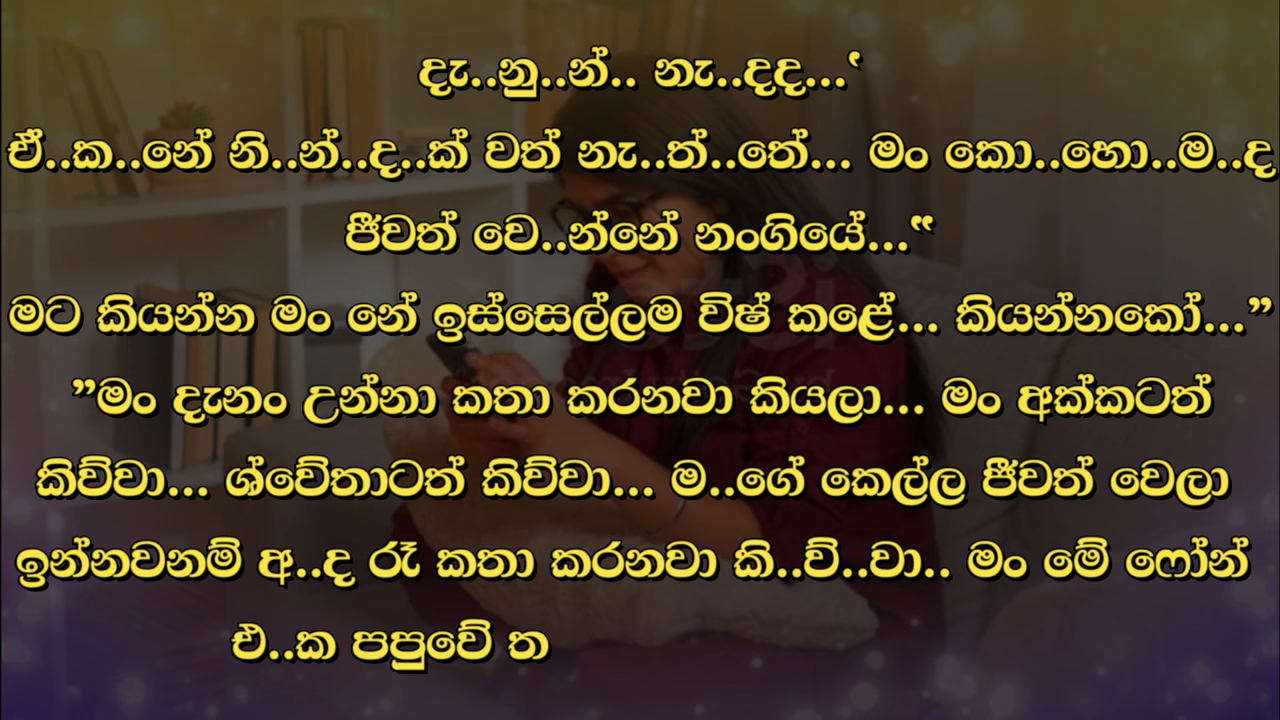 දැ..නු..න්.. නැ..දද...‛
ඒ..ක..නේ නි..න්..ද..ක් වත් නැ..ත්..තේ... මං කො..හො..ම..ද
ජීවත් වෙ..න්නේ නංගියේ...‟
මට කියන්න මං නේ ඉස්සෙල්ලම විෂ් කළේ... කියන්නකෝ...”
”මං දැනං උන්නා කතා කරනවා කියලා... මං අක්කටත්
කිව්වා... ශ්වේතාටත් කිව්වා... ම..ගේ කෙල්ල ජීවත් වෙලා
ඉන්නවනම් අ..ද රෑ කතා කරනවා කි..ව්..වා.. මං මේ ෆෝන්
එ..ක පපුවේ ත